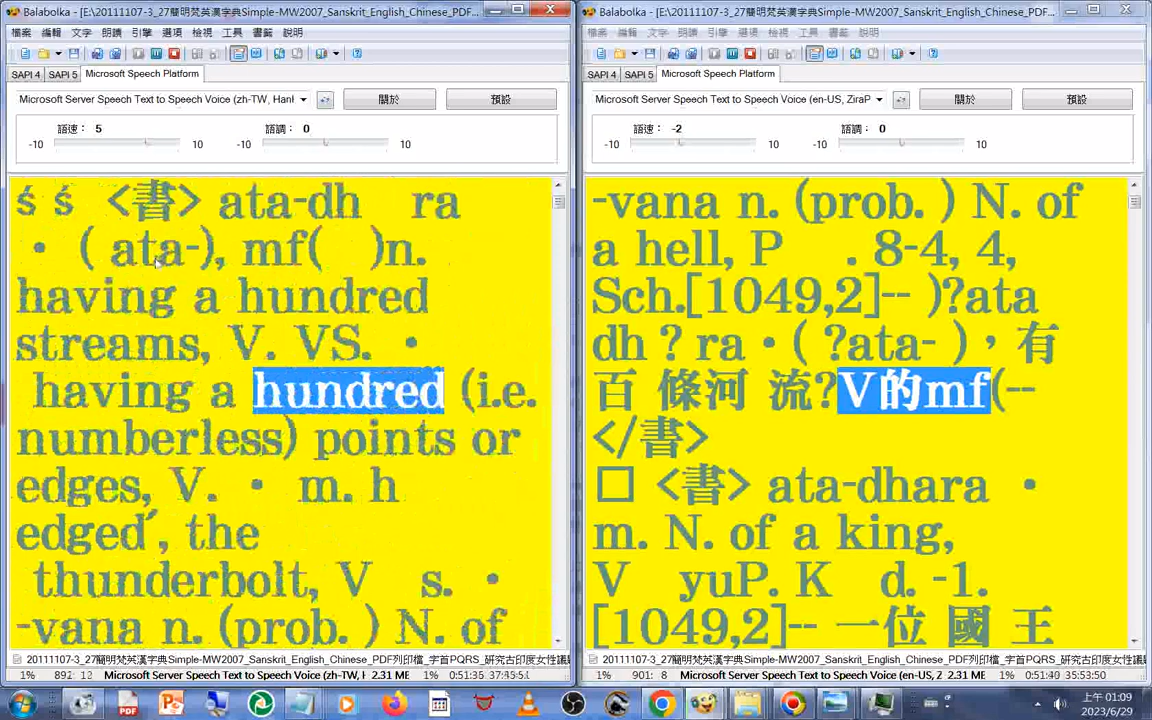 Balabolka - [E:\20111107-3_27簡明梵英漢字典Simple-MW2007_Sanskrit_English_Chinese_PDF...
檔案 編輯 文字 朗讀 引擎 選項 檢視 工具 書籤 說明
SAPI 4 SAPI 5 Microsoft Speech Platform
Microsoft Server Speech Text to Speech Voice (zh-TW, Hanl
關於 預設
語速： 5 語調： 0
-10 10 -10 10
ś ś <書> ata-dh ra
• ( ata-), mf( )n.
having a hundred
streams, V. VS. •
having a hundred (i.e.
numberless) points or
edges, V. • m. h
edged´, the
thunderbolt, V s. •
-vana n. (prob. ) N. of
20111107-3_27簡明梵英漢字典Simple-MW2007_Sanskrit_English_Chinese_PDF列印檔_字首PQRS_研究古印度女性議
1% 892: 12 Microsoft Server Speech Text to Speech Voice (zh-TW, H 2.31 ME 1% 0:51:35 37:45:5
Balabolka - [E:\20111107-3_27簡明梵英漢字典Simple-MW2007_Sanskrit_English_Chinese_PDF...
檔案 編輯 文字 朗讀 引擎 選項 檢視 工具 書籤 說明
SAPI 4 SAPI 5 Microsoft Speech Platform
Microsoft Server Speech Text to Speech Voice (en-US, ZiraP
關於 預設
語速： -2 語調： 0
-10 10 -10 10
-vana n. (prob. ) N. of
a hell, P . 8-4, 4,
Sch.[1049,2]-- )?ata
dh ? ra • ( ?ata- )，有
百 條河 流?V的mf(--
</書>
□ <書> ata-dhara •
m. N. of a king,
V yuP. K d. -1.
[1049,2]-- 一位 國 王
20111107-3_27簡明梵英漢字典Simple-MW2007_Sanskrit_English_Chinese_PDF列印檔_字首PQRS_研究古印度女性議
1% 901: 8 Microsoft Server Speech Text to Speech Voice (en-US, Z 2.31 ME 1% 0:51:40 35:53:50
上午 01:09
2023/6/29